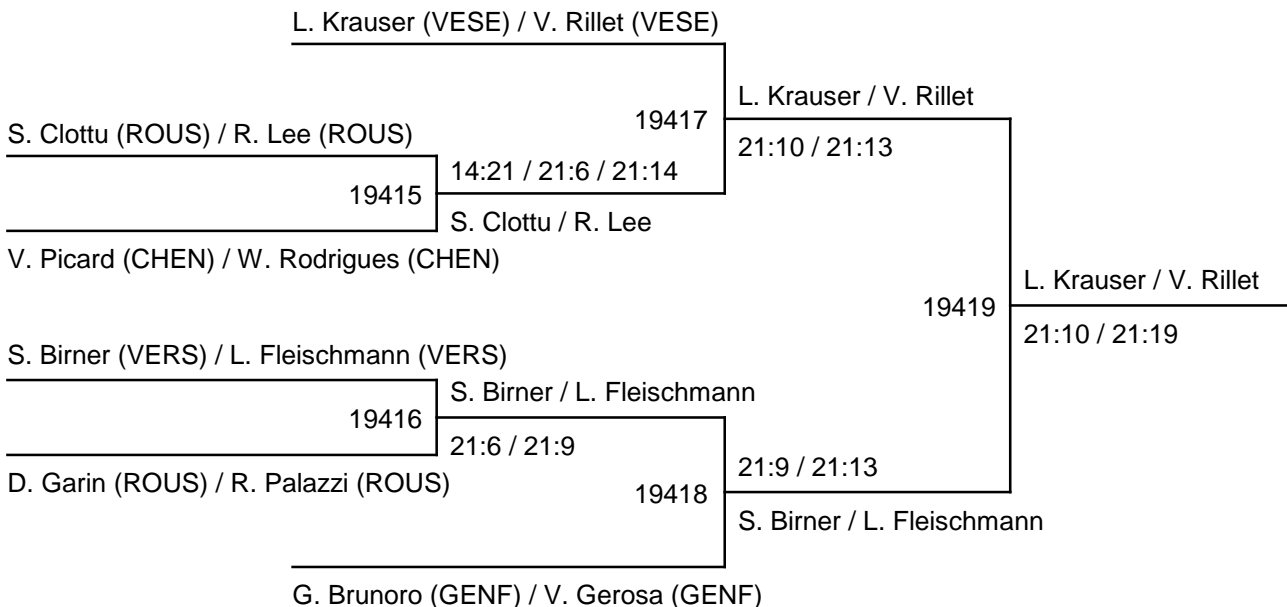 L. Krauser (VESE) / V. Rillet (VESE)
L. Krauser / V. Rillet
19417
S. Clottu (ROUS) / R. Lee (ROUS)
21:10 / 21:13
14:21 / 21:6 / 21:14
19415
S. Clottu / R. Lee
V. Picard (CHEN) / W. Rodrigues (CHEN)
L. Krauser / V. Rillet
19419
21:10 / 21:19
S. Birner (VERS) / L. Fleischmann (VERS)
S. Birner / L. Fleischmann
19416
21:6 / 21:9
21:9 / 21:13
D. Garin (ROUS) / R. Palazzi (ROUS)
19418
S. Birner / L. Fleischmann
G. Brunoro (GENF) / V. Gerosa (GENF)